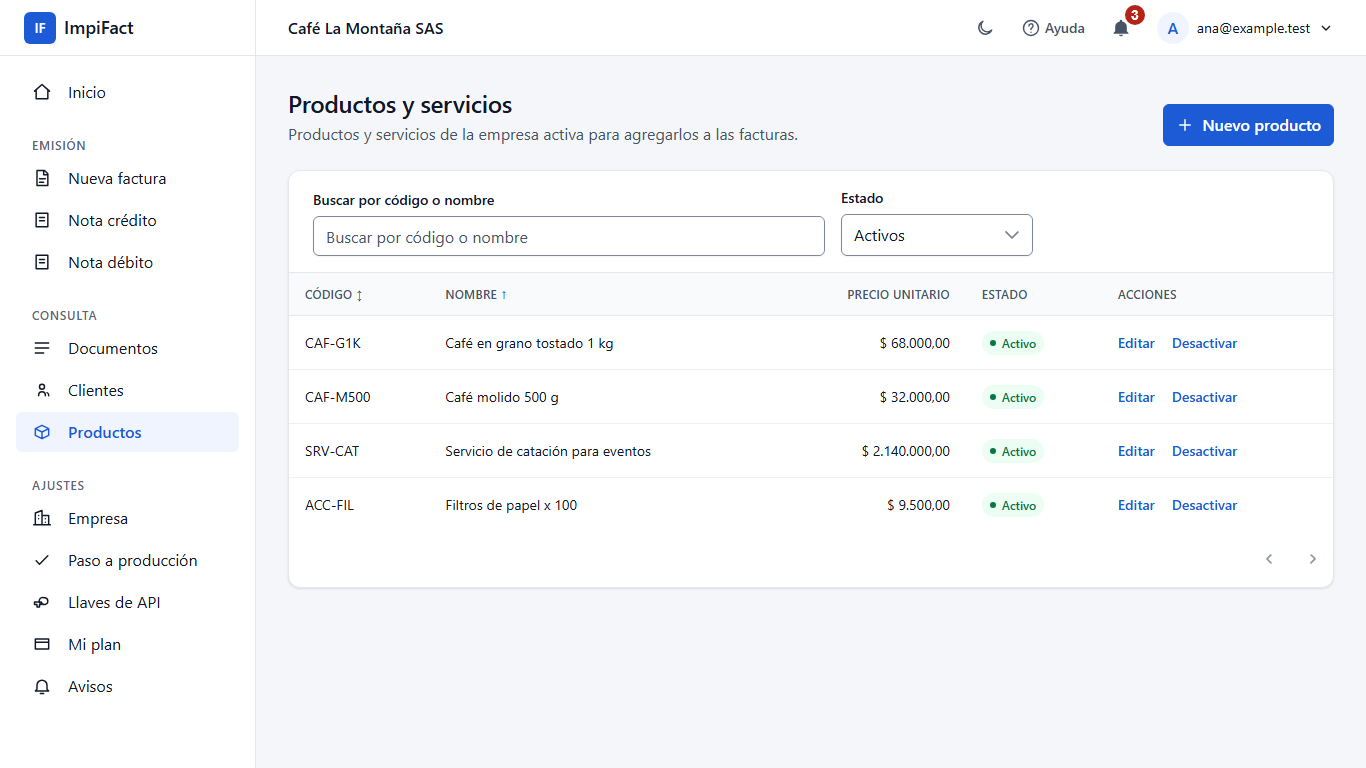 IF ImpiFact
Café La Montaña SAS
Ayuda
3
A ana@example.test
Inicio
EMISIÓN
Nueva factura
Nota crédito
Nota débito
CONSULTA
Documentos
Clientes
Productos
AJUSTES
Empresa
Paso a producción
Llaves de API
Mi plan
Avisos
Productos y servicios
Productos y servicios de la empresa activa para agregarlos a las facturas.
+ Nuevo producto
Buscar por código o nombre
Buscar por código o nombre
Estado
Activos
CÓDIGO ↕ NOMBRE ↑ PRECIO UNITARIO ESTADO ACCIONES
CAF-G1K Café en grano tostado 1 kg $ 68.000,00 Activo Editar Desactivar
CAF-M500 Café molido 500 g $ 32.000,00 Activo Editar Desactivar
SRV-CAT Servicio de catación para eventos $ 2.140.000,00 Activo Editar Desactivar
ACC-FIL Filtros de papel x 100 $ 9.500,00 Activo Editar Desactivar